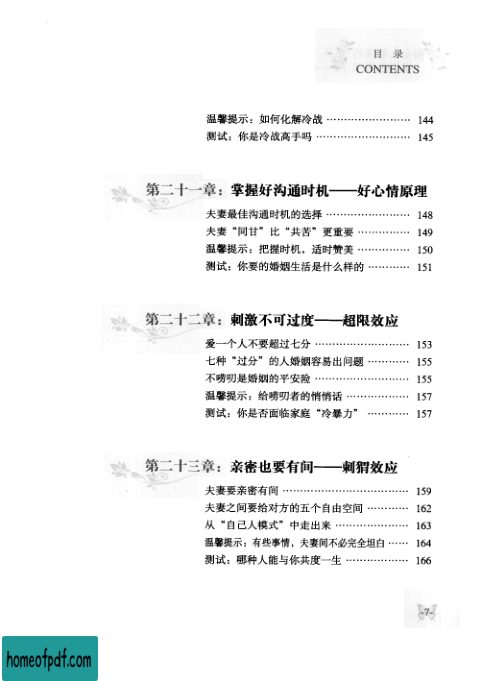 目 录
CONTENTS
温馨提示：如何化解冷战 ························ 144
测试：你是冷战高手吗 ··························· 145
第二十一章：掌握好沟通时机——好心情原理
夫妻最佳沟通时机的选择 ························ 148
夫妻“同甘”比“共苦”更重要 ··············· 149
温馨提示：把握时机，适时赞美 ··············· 150
测试：你要的婚姻生活是什么样的 ············ 151
第二十二章：刺激不可过度——超限效应
爱一个人不要超过七分 ··························· 153
七种“过分”的人婚姻容易出问题 ············ 155
不唠叨是婚姻的平安险 ··························· 155
温馨提示：给唠叨者的悄悄话 ·················· 157
测试：你是否面临家庭“冷暴力” ············ 157
第二十三章：亲密也要有间——刺猬效应
夫妻要亲密有间 ···································· 159
夫妻之间要给对方的五个自由空间 ············ 162
从“自己人模式”中走出来 ····················· 163
温馨提示：有些事情，夫妻间不必完全坦白 ······ 164
测试：哪种人能与你共度一生 ·················· 166
-7-
homeofpdf.com